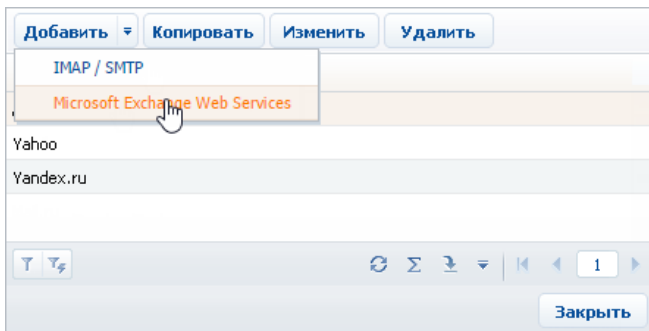 Добавить Копировать Изменить Удалить
IMAP / SMTP
Microsoft Exchange Web Services
Yahoo
Yandex.ru
1
Закрыть